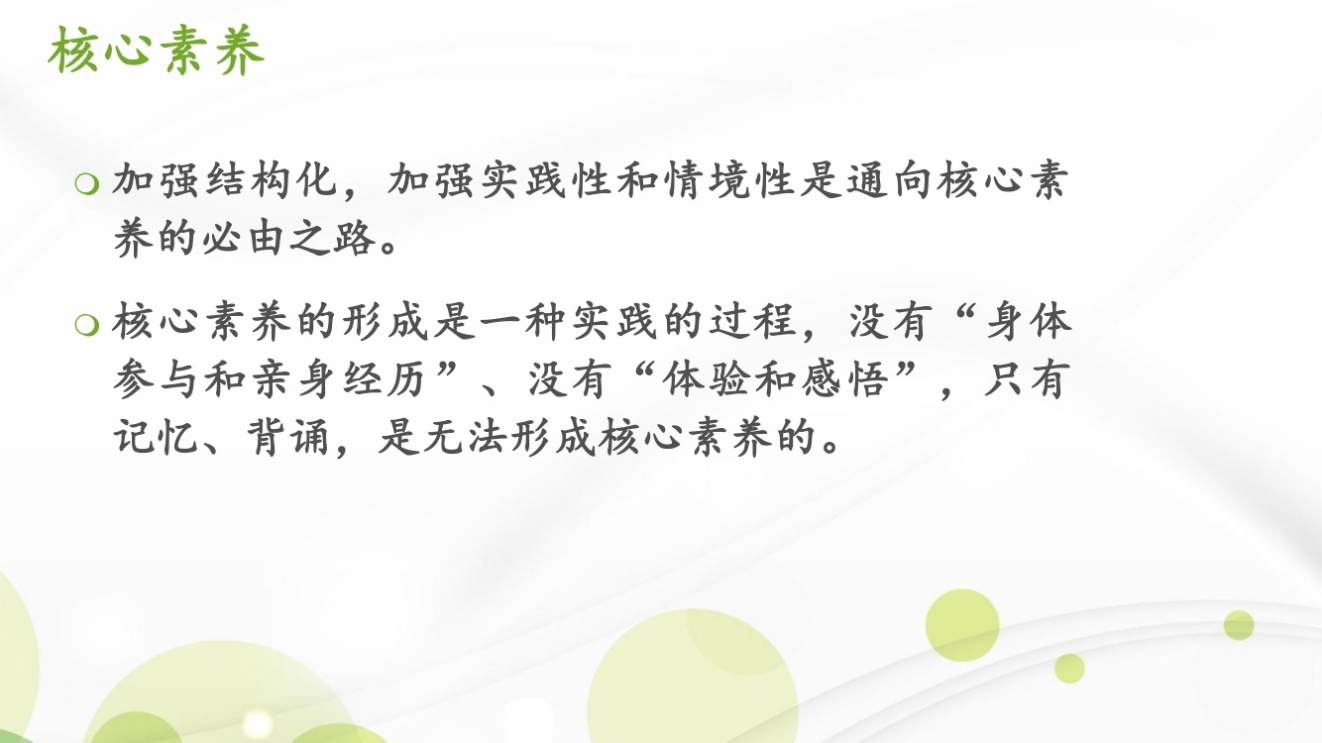 核心素养
加强结构化，加强实践性和情境性是通向核心素
养的必由之路。
核心素养的形成是一种实践的过程，没有“身体
参与和亲身经历”、没有“体验和感悟”，只有
记忆、背诵，是无法形成核心素养的。